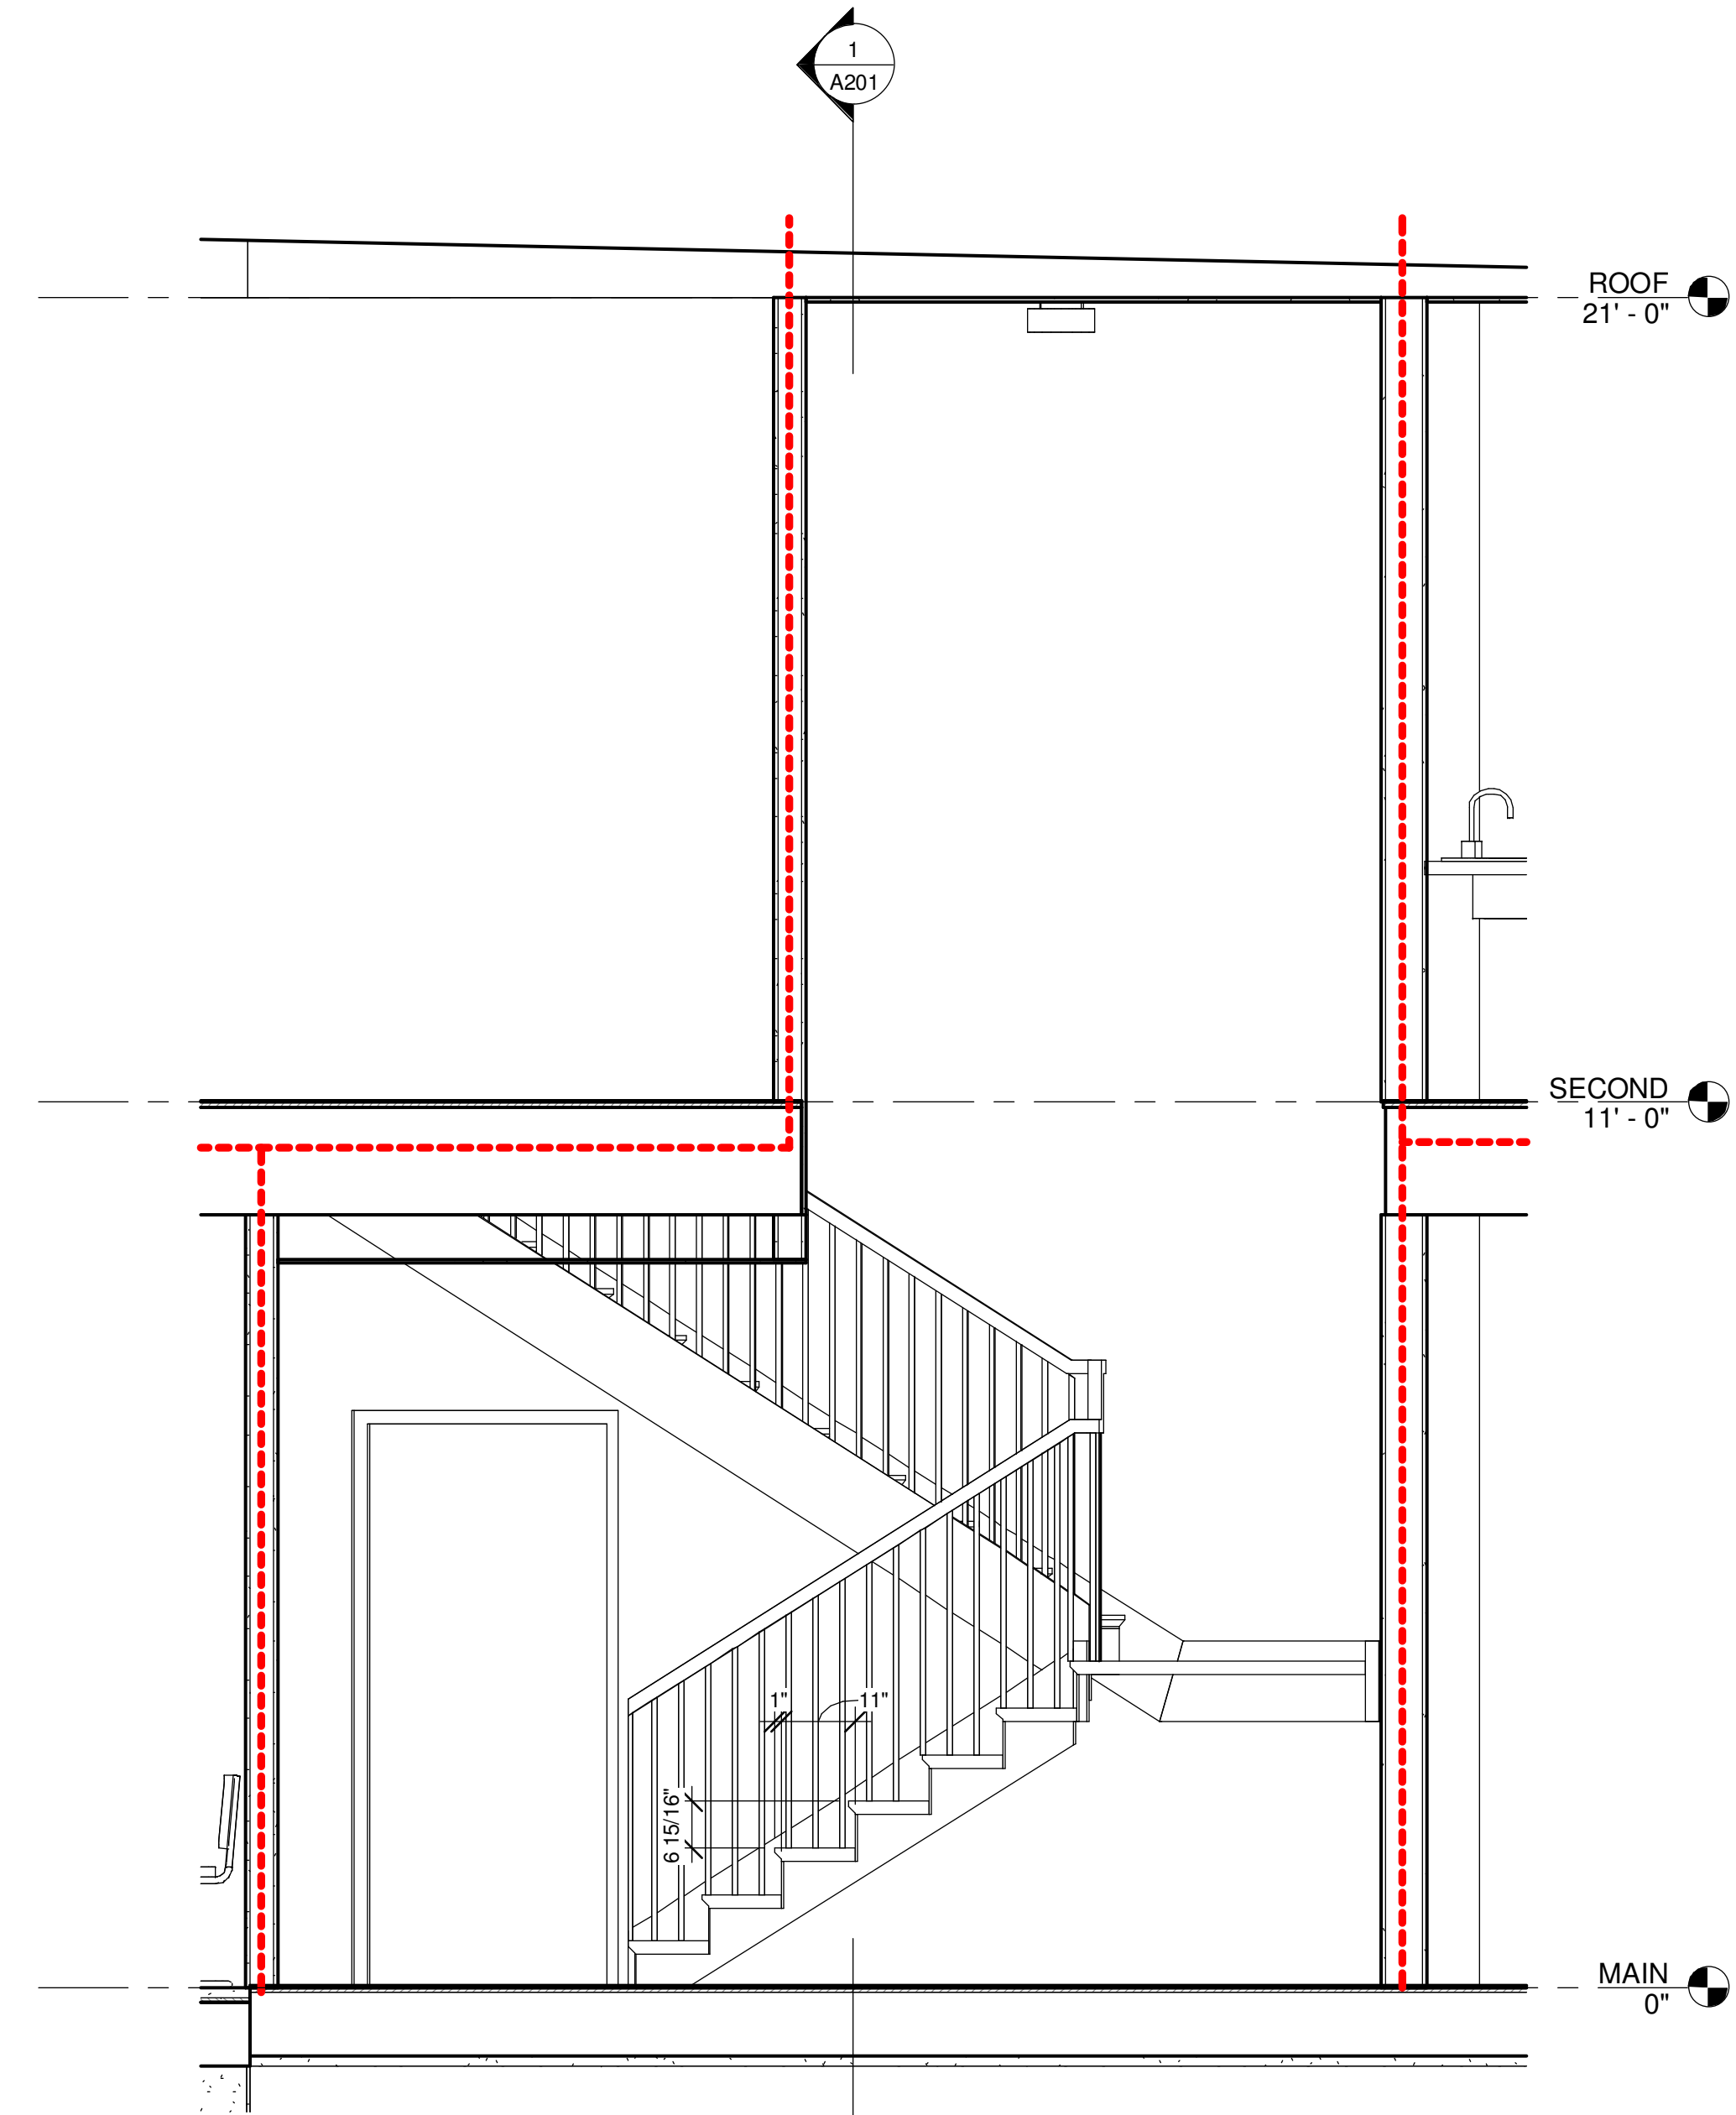 1
A201
ROOF
21' - 0"
SECOND
11' - 0"
1"
11"
6 15/16"
MAIN
0"